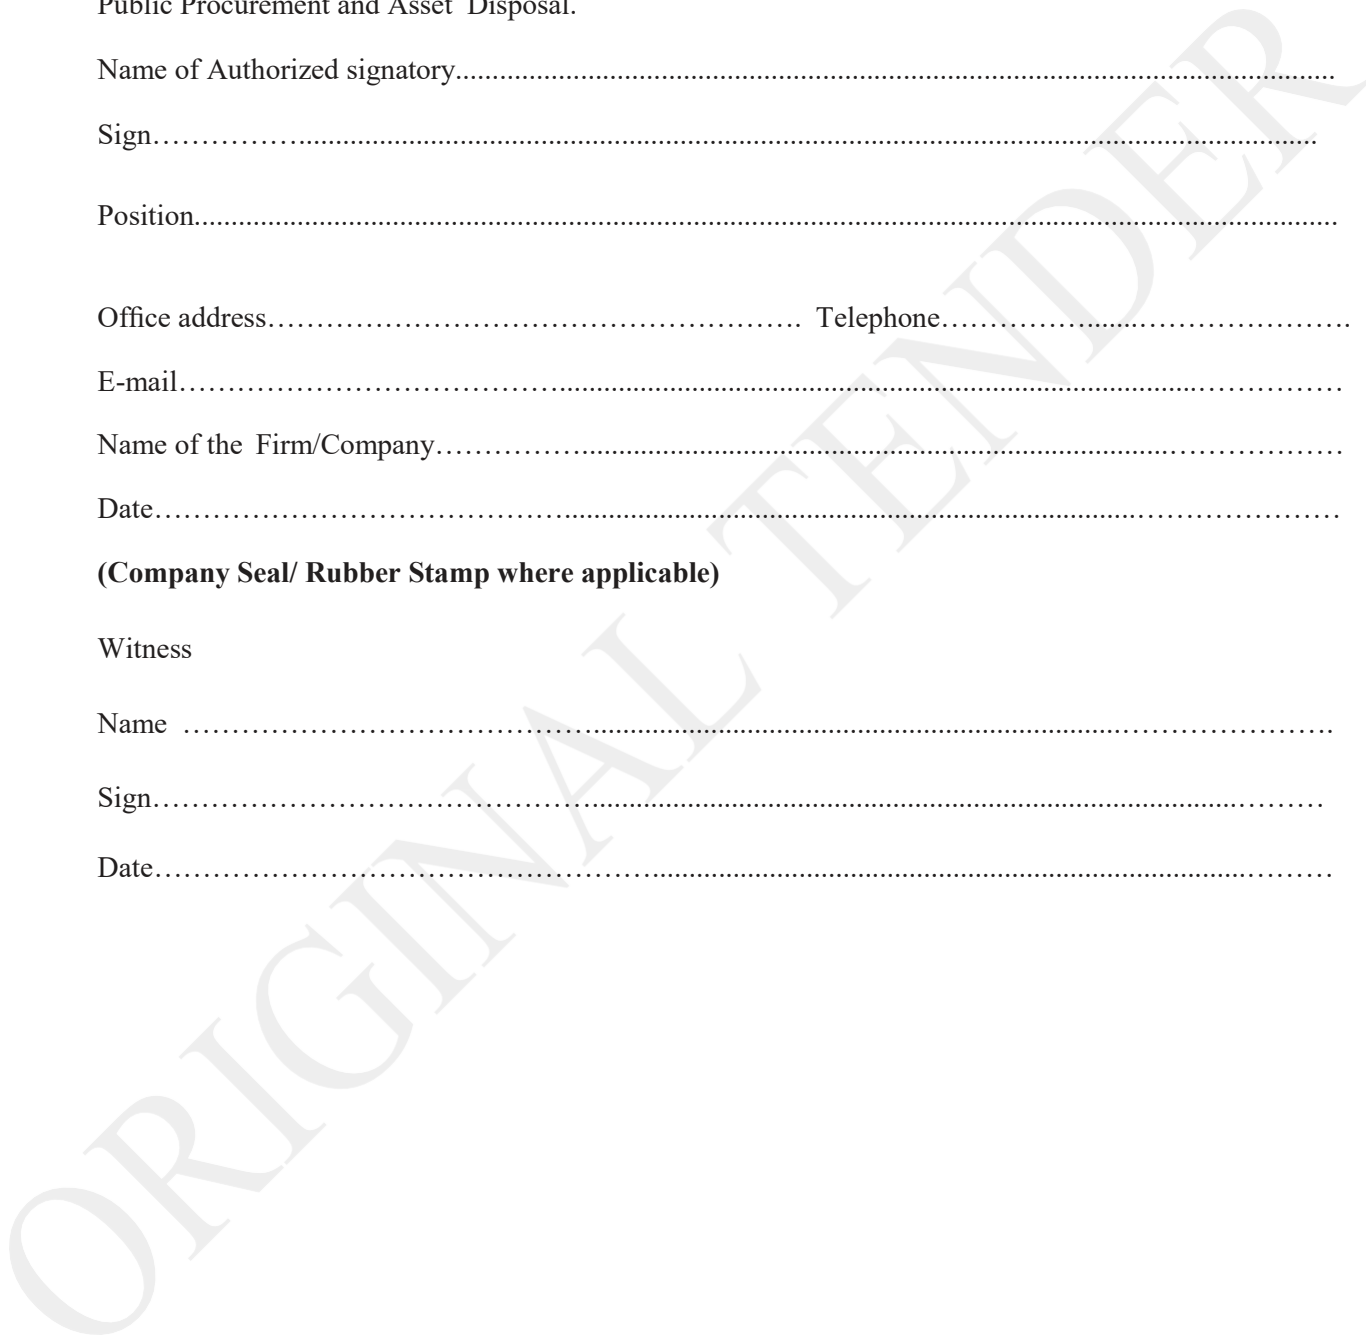 Public Procurement and Asset Disposal.
Name of Authorized signatory..........................................................................................................................
Sign……………............................................................................................................................................
Position..............................................................................................................................................................
Office address………………………………………………. Telephone…………….......………………….
E-mail…………………………………......................................................................................……………
Name of the Firm/Company……………................................................................................………………
Date……………………………………..............................................................................…………………
(Company Seal/ Rubber Stamp where applicable)
Witness
Name ……………………………………........................................................................………………….
Sign………………………………………........................................................................................………
Date…………………………………………….................................................................................………
ORIGINAL TENDER